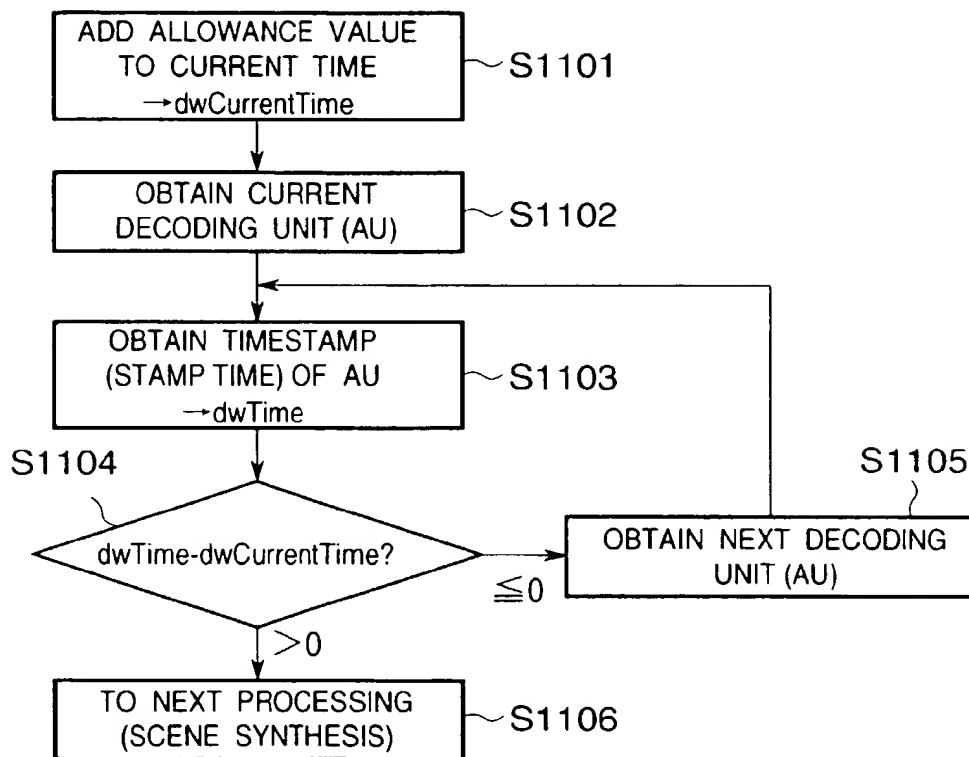 ADD ALLOWANCE VALUE
TO CURRENT TIME
→dwCurrentTime
S1101
OBTAIN CURRENT
DECODING UNIT (AU)
S1102
OBTAIN TIMESTAMP
(STAMP TIME) OF AU
→dwTime
S1103
S1104
dwTime-dwCurrentTime?
≦0
S1105
OBTAIN NEXT DECODING
UNIT (AU)
>0
TO NEXT PROCESSING
(SCENE SYNTHESIS)
S1106